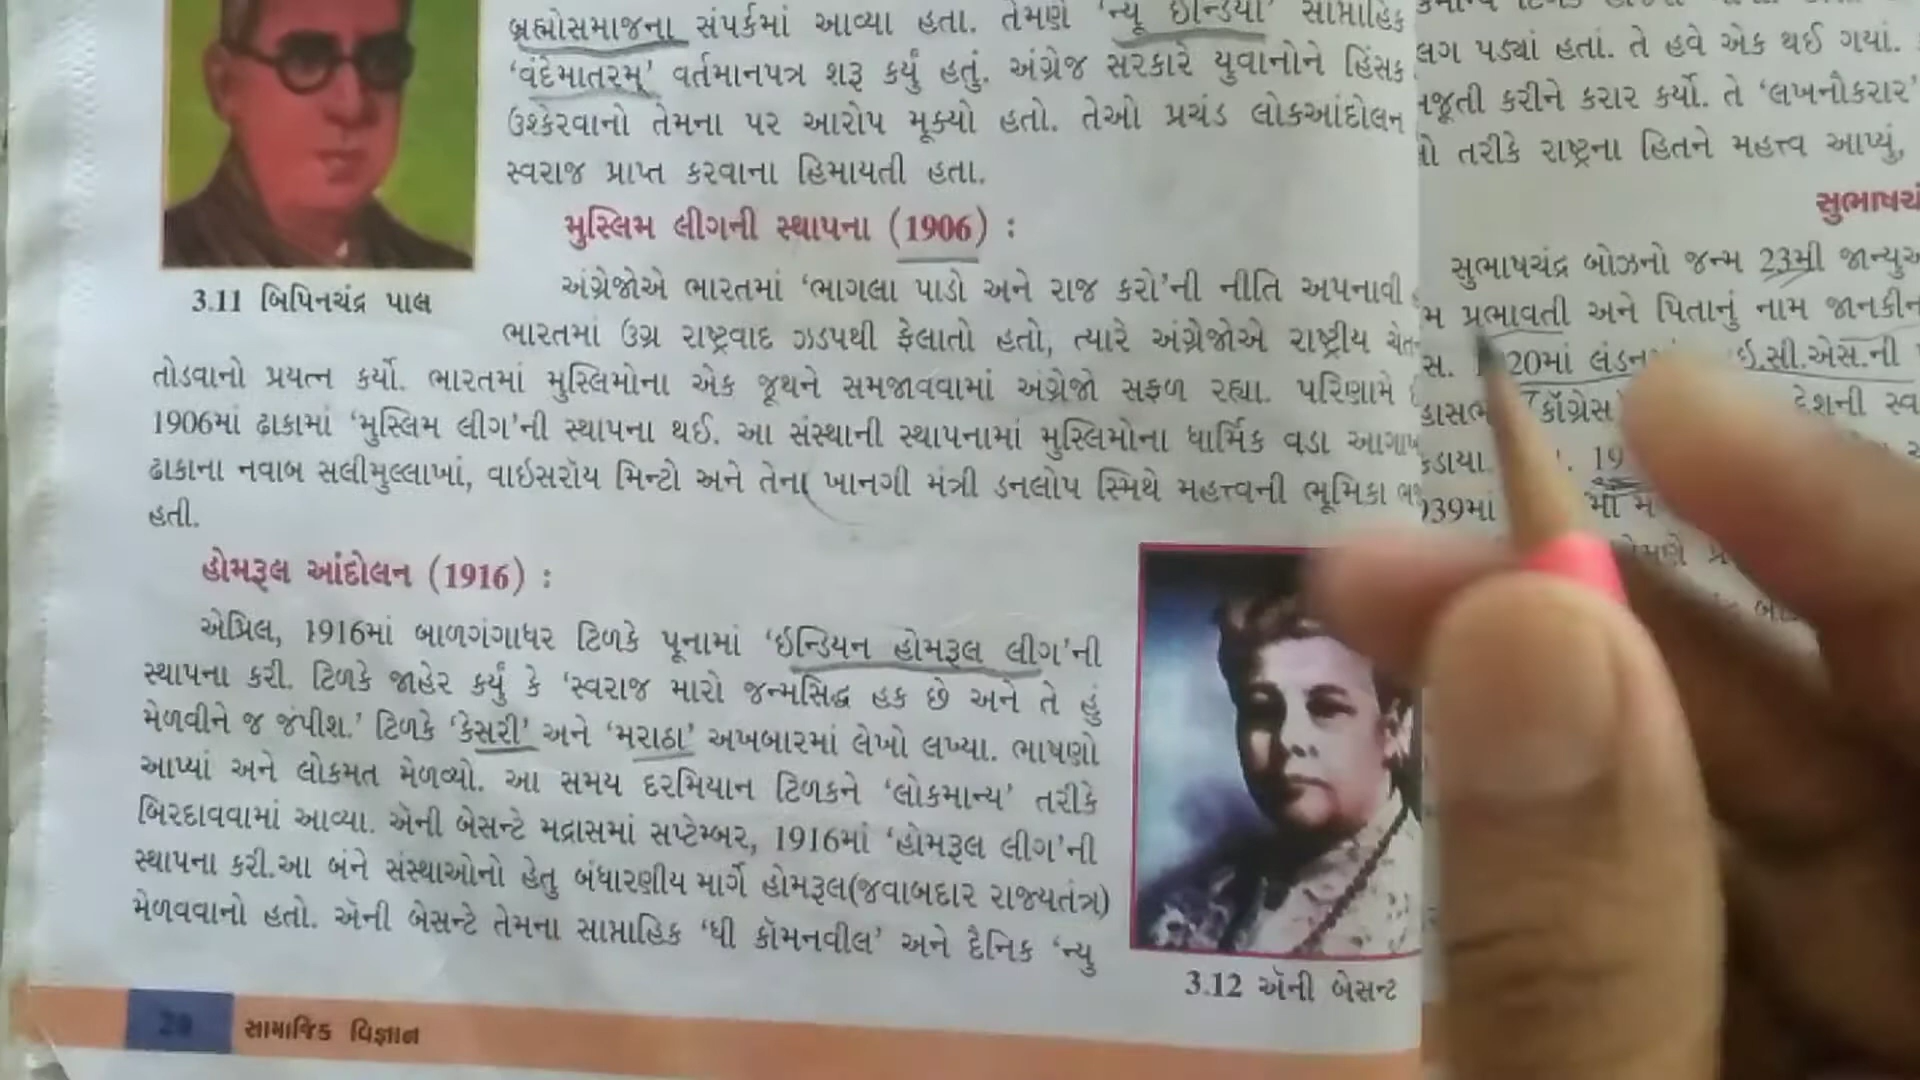 બ્રહ્મોસમાજના સંપર્કમાં આવ્યા હતા. તેમણે ‘ન્યૂ ઇન્ડિયા’ સાપ્તાહિક
‘વંદેમાતરમ્’ વર્તમાનપત્ર શરૂ કર્યું હતું. અંગ્રેજ સરકારે યુવાનોને હિંસક
ઉશ્કેરવાનો તેમના પર આરોપ મૂક્યો હતો. તેઓ પ્રચંડ લોકઆંદોલન
સ્વરાજ પ્રાપ્ત કરવાના હિમાયતી હતા.
3.11 બિપિનચંદ્ર પાલ
મુસ્લિમ લીગની સ્થાપના (1906) :
અંગ્રેજોએ ભારતમાં ‘ભાગલા પાડો અને રાજ કરો’ની નીતિ અપનાવી
ભારતમાં ઉગ્ર રાષ્ટ્રવાદ ઝડપથી ફેલાતો હતો, ત્યારે અંગ્રેજોએ રાષ્ટ્રીય
તોડવાનો પ્રયત્ન કર્યો. ભારતમાં મુસ્લિમોના એક જૂથને સમજાવવામાં અંગ્રેજો સફળ રહ્યા. પરિણામે
1906માં ઢાકામાં ‘મુસ્લિમ લીગ’ની સ્થાપના થઈ. આ સંસ્થાની સ્થાપનામાં મુસ્લિમોના ધાર્મિક વડા
ઢાકાના નવાબ સલીમુલ્લાખાં, વાઇસરૉય મિન્ટો અને તેના ખાનગી મંત્રી ડનલોપ સ્મિથે મહત્ત્વની ભૂમિકા
હતી.
હોમરૂલ આંદોલન (1916) :
એપ્રિલ, 1916માં બાળગંગાધર ટિળકે પૂનામાં ‘ઇન્ડિયન હોમરૂલ લીગ’ની
સ્થાપના કરી. ટિળકે જાહેર કર્યું કે ‘સ્વરાજ મારો જન્મસિદ્ધ હક છે અને તે હું
મેળવીને જ જંપીશ.’ ટિળકે ‘કેસરી’ અને ‘મરાઠા’ અખબારમાં લેખો લખ્યા. ભાષણો
આપ્યાં અને લોકમત મેળવ્યો. આ સમય દરમિયાન ટિળકને ‘લોકમાન્ય’ તરીકે
બિરદાવવામાં આવ્યા. ઍની બેસન્ટે મદ્રાસમાં સપ્ટેમ્બર, 1916માં ‘હોમરૂલ લીગ’ની
સ્થાપના કરી.આ બંને સંસ્થાઓનો હેતુ બંધારણીય માર્ગે હોમરૂલ(જવાબદાર રાજ્યતંત્ર)
મેળવવાનો હતો. ઍની બેસન્ટે તેમના સાપ્તાહિક ‘ધી કૉમનવીલ’ અને દૈનિક ‘ન્યુ
3.12 ઍની બેસન્ટ
સામાજિક વિજ્ઞાન
પડ્યાં હતાં. તે હવે એક થઈ ગયાં.
કરીને કરાર કર્યો. તે ‘લખનૌકરાર’
તરીકે રાષ્ટ્રના હિતને મહત્ત્વ આપ્યું,
સુભાષચંદ્ર બોઝનો જન્મ 23મી
પ્રભાવતી અને પિતાનું નામ
લંડન
કૉંગ્રેસ દેશની